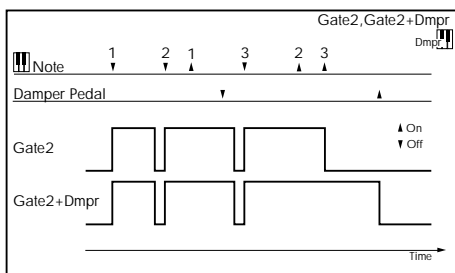 Gate2,Gate2+Dmpr
Dmpr
1 2 1 3 2 3
Note
Damper Pedal
On
Off
Gate2
Gate2+Dmpr
Time